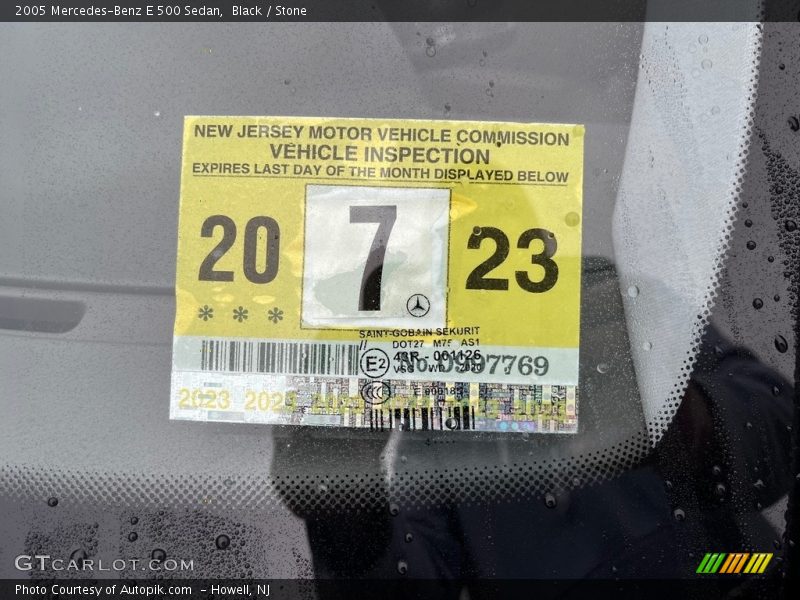 2005 Mercedes-Benz E 500 Sedan, Black / Stone
NEW JERSEY MOTOR VEHICLE COMMISSION
VEHICLE INSPECTION
EXPIRES LAST DAY OF THE MONTH DISPLAYED BELOW
20 7 23
* * *
SAINT-GOBAIN SEKURIT
DOT27 M75 AS1
E2 43R - 001126
7769
2023 2023 2023
GTCARLOT.COM
Photo Courtesy of Autopik.com - Howell, NJ